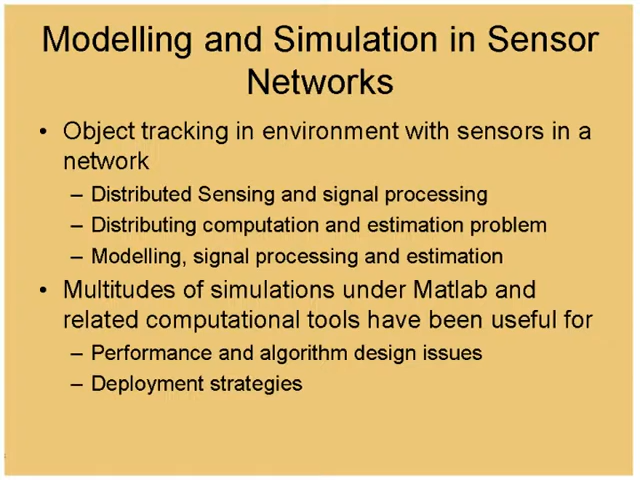 Modelling and Simulation in Sensor
Networks
• Object tracking in environment with sensors in a
network
– Distributed Sensing and signal processing
– Distributing computation and estimation problem
– Modelling, signal processing and estimation
• Multitudes of simulations under Matlab and
related computational tools have been useful for
– Performance and algorithm design issues
– Deployment strategies